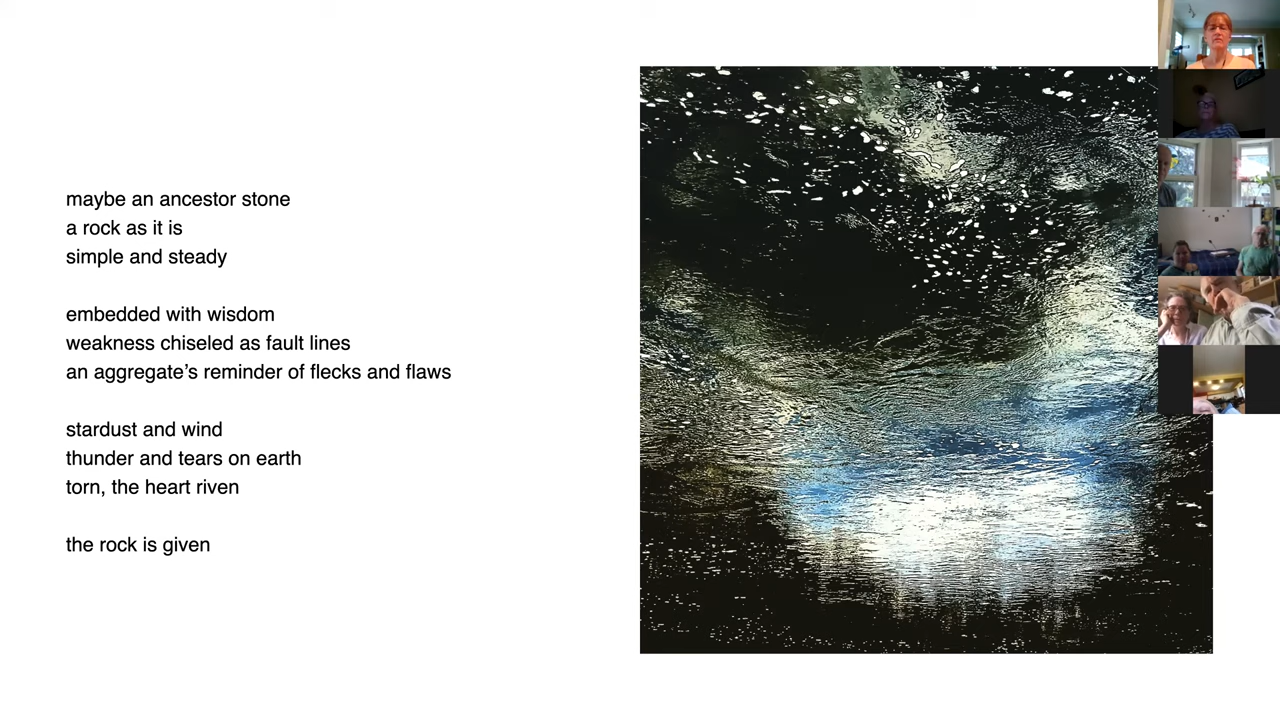 maybe an ancestor stone
a rock as it is
simple and steady
embedded with wisdom
weakness chiseled as fault lines
an aggregate’s reminder of flecks and flaws
stardust and wind
thunder and tears on earth
torn, the heart riven
the rock is given